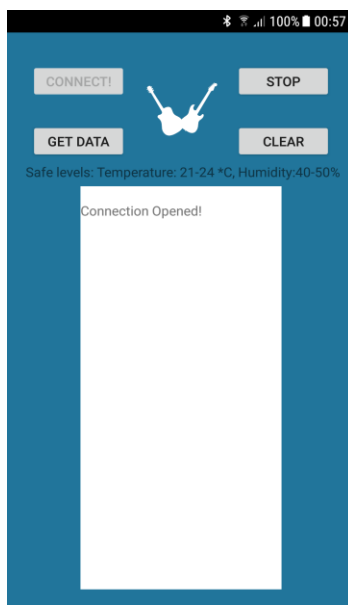 100% 00:57
CONNECT! STOP
GET DATA CLEAR
Safe levels: Temperature: 21-24 *C, Humidity:40-50%
Connection Opened!